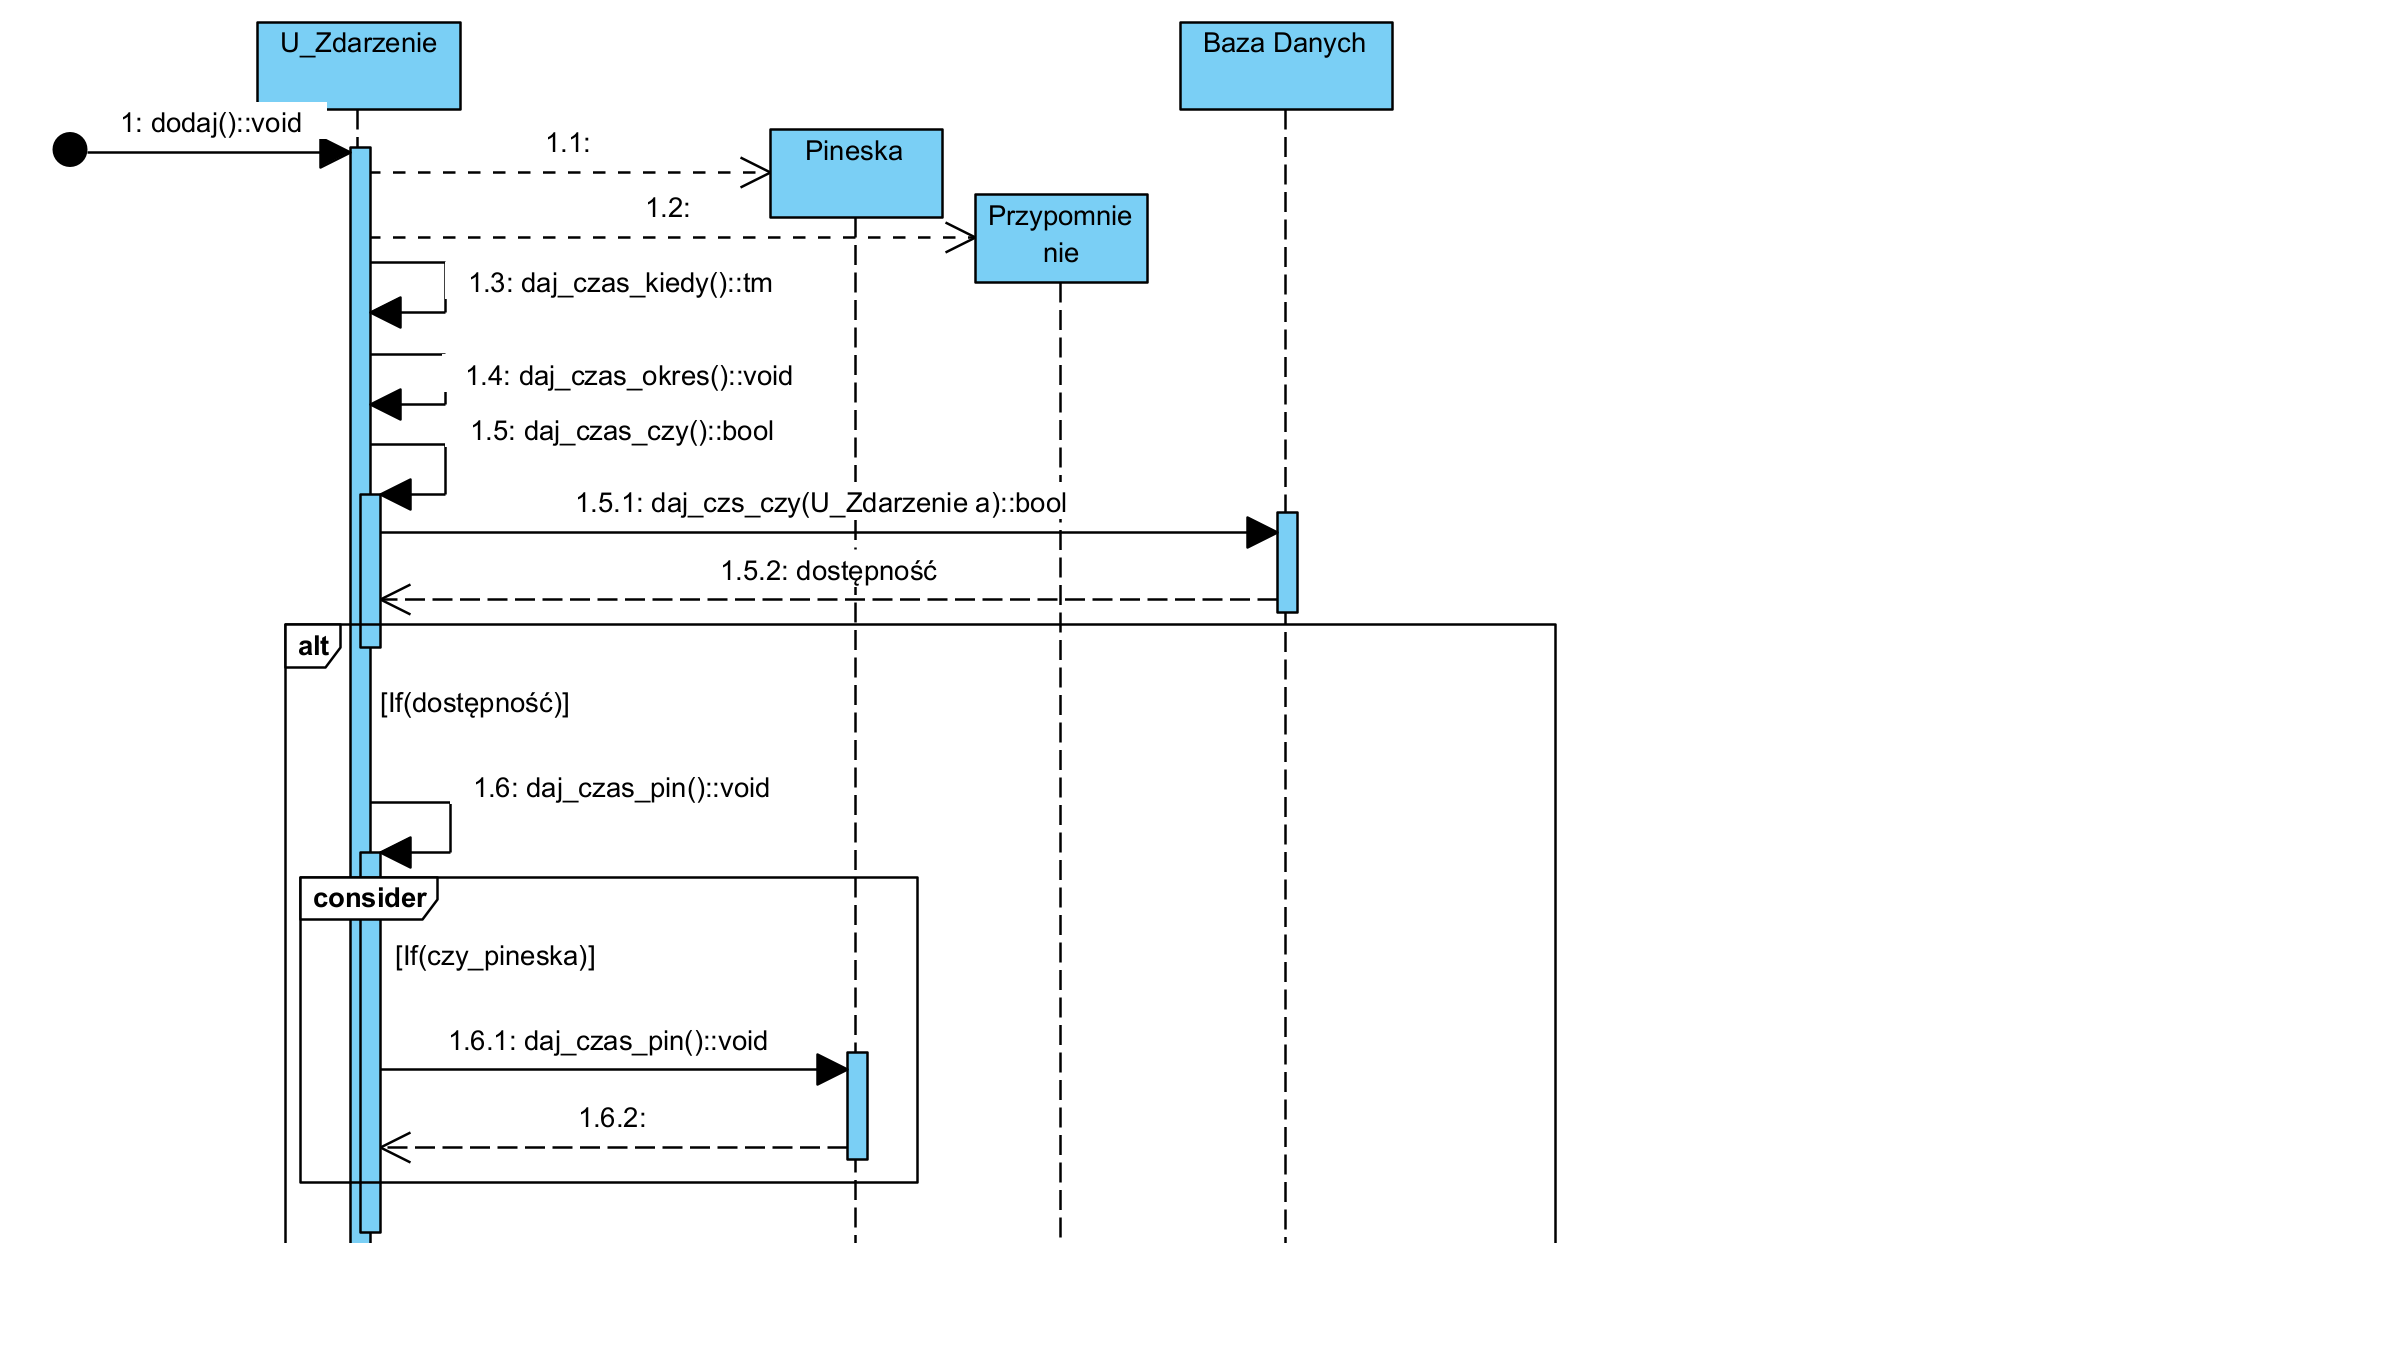 U_Zdarzenie
Baza Danych
1: dodaj()::void
1.1:
Pineska
1.2:
Przypomnie
nie
1.3: daj_czas_kiedy()::tm
1.4: daj_czas_okres()::void
1.5: daj_czas_czy()::bool
1.5.1: daj_czs_czy(U_Zdarzenie a)::bool
1.5.2: dostępność
alt
[If(dostępność)]
1.6: daj_czas_pin()::void
consider
[If(czy_pineska)]
1.6.1: daj_czas_pin()::void
1.6.2: